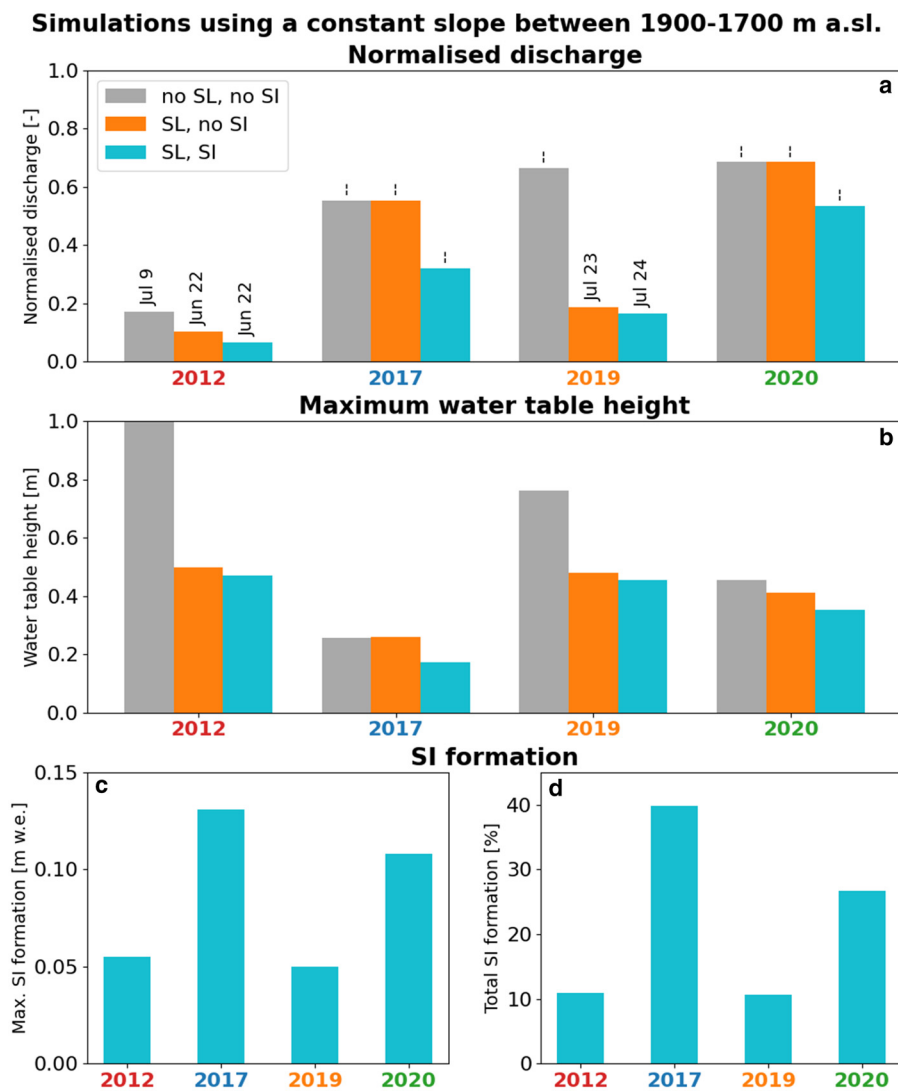 Simulations using a constant slope between 1900-1700 m a.sl.
Normalised discharge
a
Normalised discharge [-]
1.0
0.8
0.6
0.4
0.2
0.0
no SL, no SI
SL, no SI
SL, SI
Jul 9
Jun 22
Jun 22
Jul 23
Jul 24
2012 2017 2019 2020
Maximum water table height
b
Water table height [m]
1.0
0.8
0.6
0.4
0.2
0.0
2012 2017 2019 2020
SI formation
c
Max. SI formation [m w.e.]
0.15
0.10
0.05
0.00
2012 2017 2019 2020
d
Total SI formation [%]
40
30
20
10
0
2012 2017 2019 2020